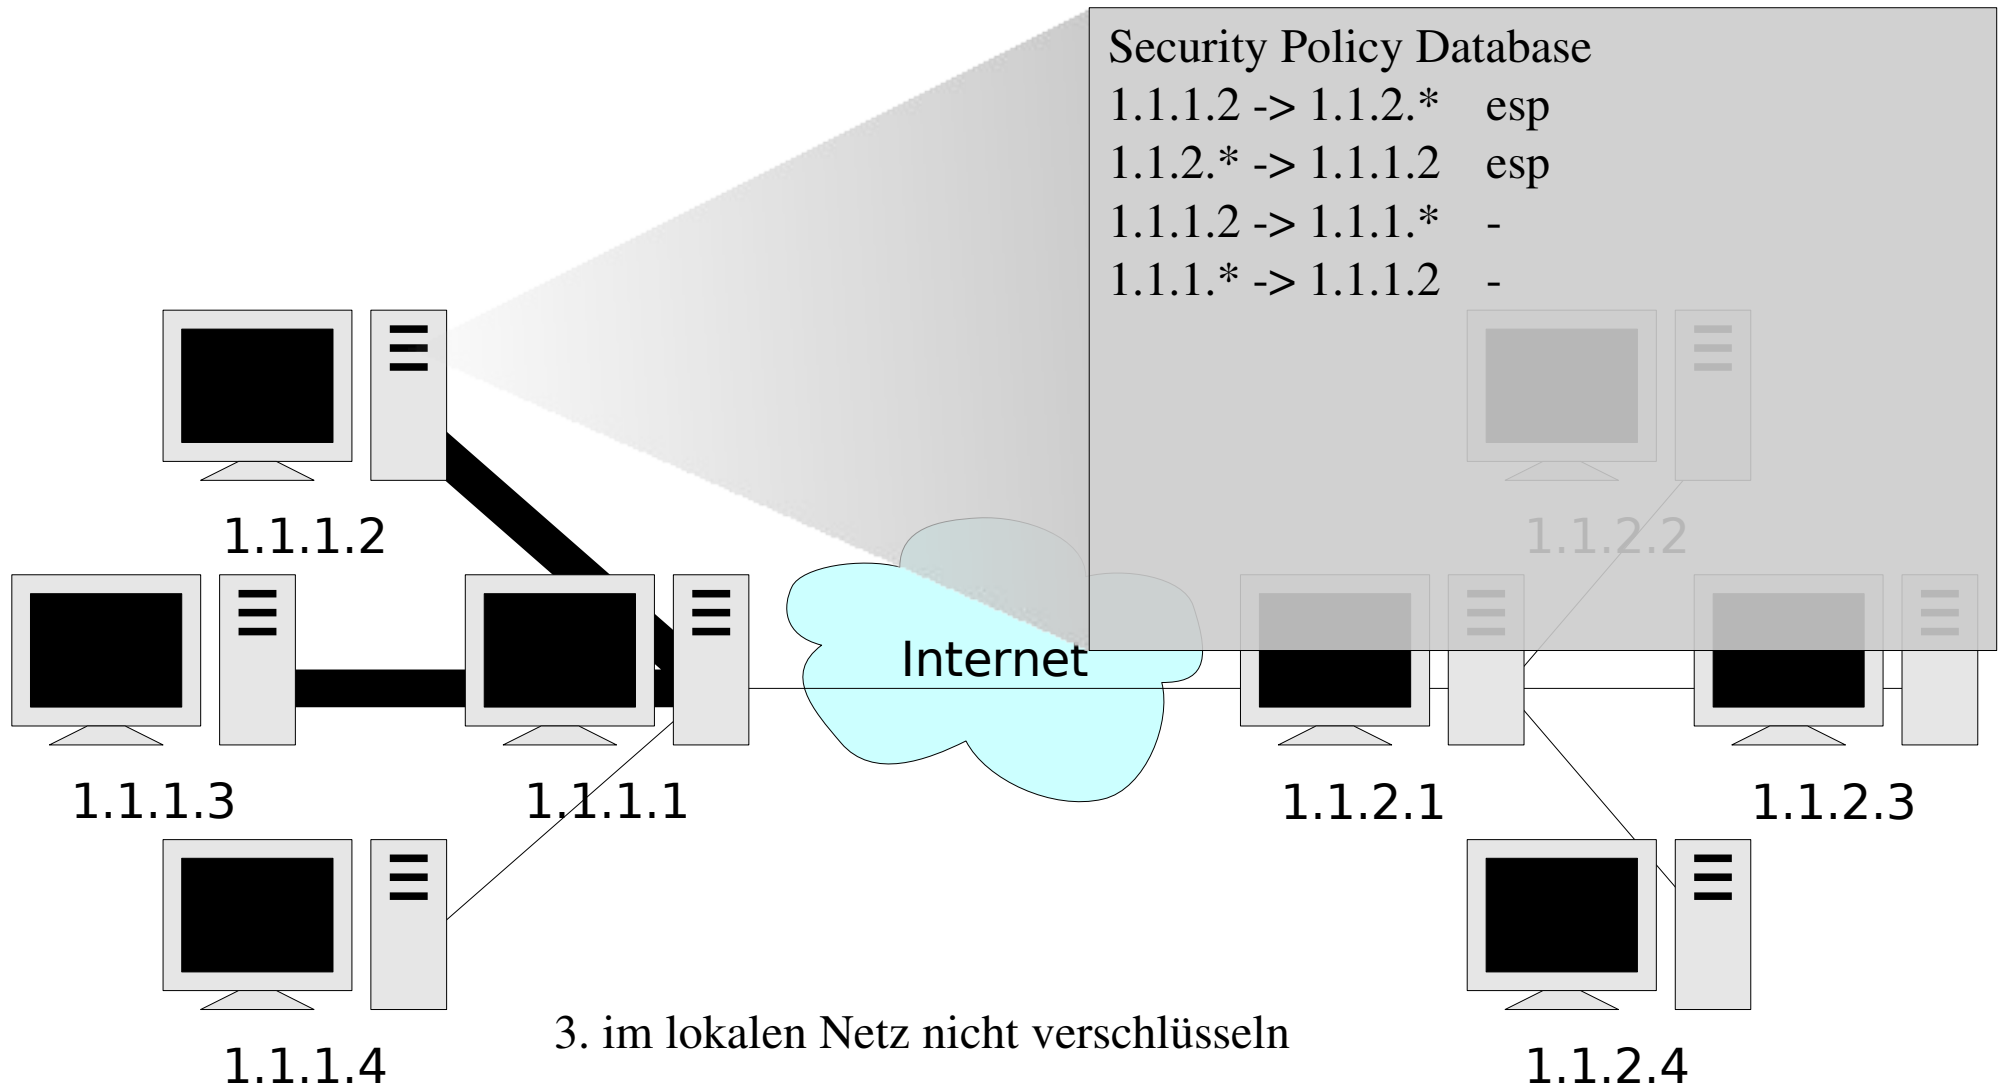 Security Policy Database
1.1.1.2 -> 1.1.2.* esp
1.1.2.* -> 1.1.1.2 esp
1.1.1.2 -> 1.1.1.* -
1.1.1.* -> 1.1.1.2 -
1.1.1.2
1.1.2.2
Internet
1.1.1.3
1.1.1.1
1.1.2.1
1.1.2.3
3. im lokalen Netz nicht verschlüsseln
1.1.1.4
1.1.2.4